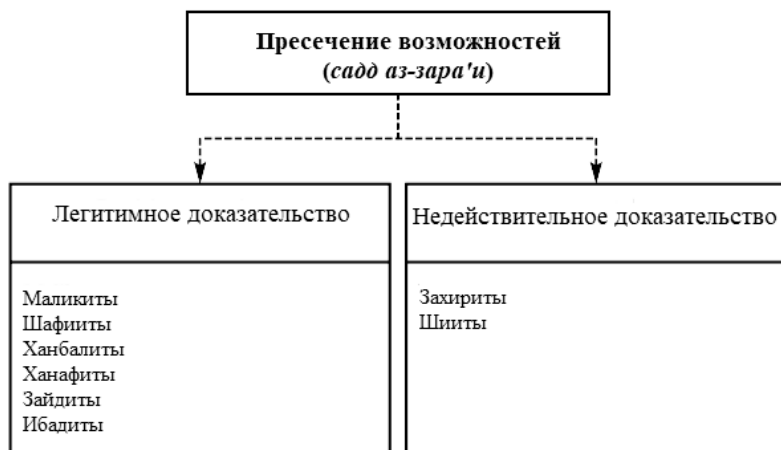 Пресечение возможностей
(садд аз-зара'и)
Легитимное доказательство
Маликиты
Шафииты
Ханбалиты
Ханафиты
Зайдиты
Ибадиты
Недействительное доказательство
Захириты
Шииты